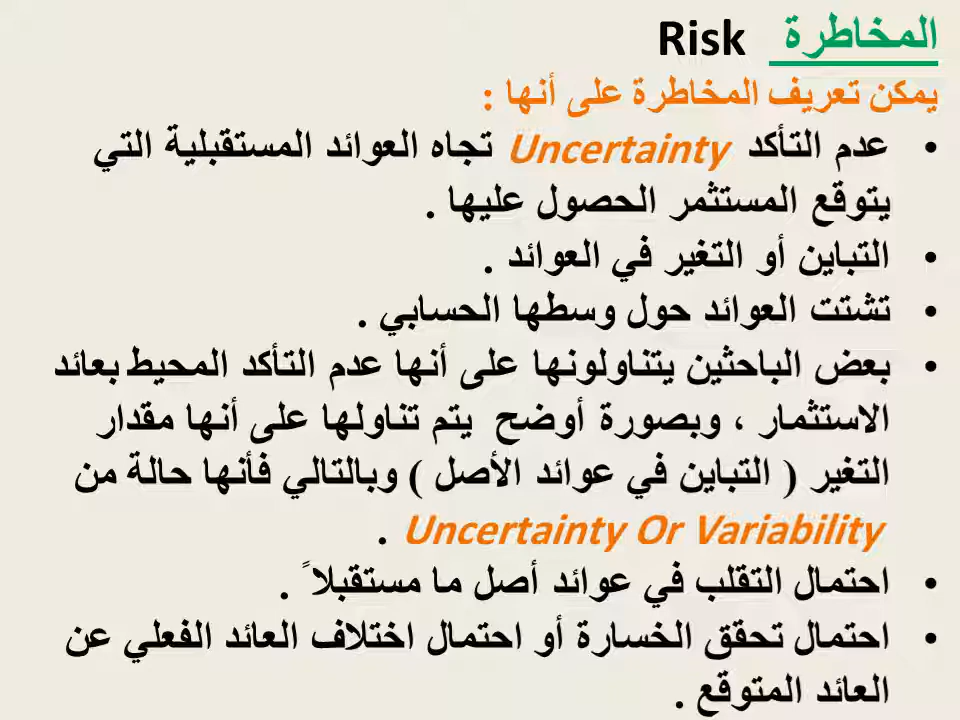 المخاطرة Risk
يمكن تعريف المخاطرة على أنها :
• عدم التأكد Uncertainty تجاه العوائد المستقبلية التي
يتوقع المستثمر الحصول عليها .
• التباين أو التغير في العوائد .
• تشتت العوائد حول وسطها الحسابي .
• بعض الباحثين يتناولونها على أنها عدم التأكد المحيط بعائد
الاستثمار ، وبصورة أوضح يتم تناولها على أنها مقدار
التغير ( التباين في عوائد الأصل ) وبالتالي فأنها حالة من
Uncertainty Or Variability .
• احتمال التقلب في عوائد أصل ما مستقبلاً .
• احتمال تحقق الخسارة أو احتمال اختلاف العائد الفعلي عن
العائد المتوقع .